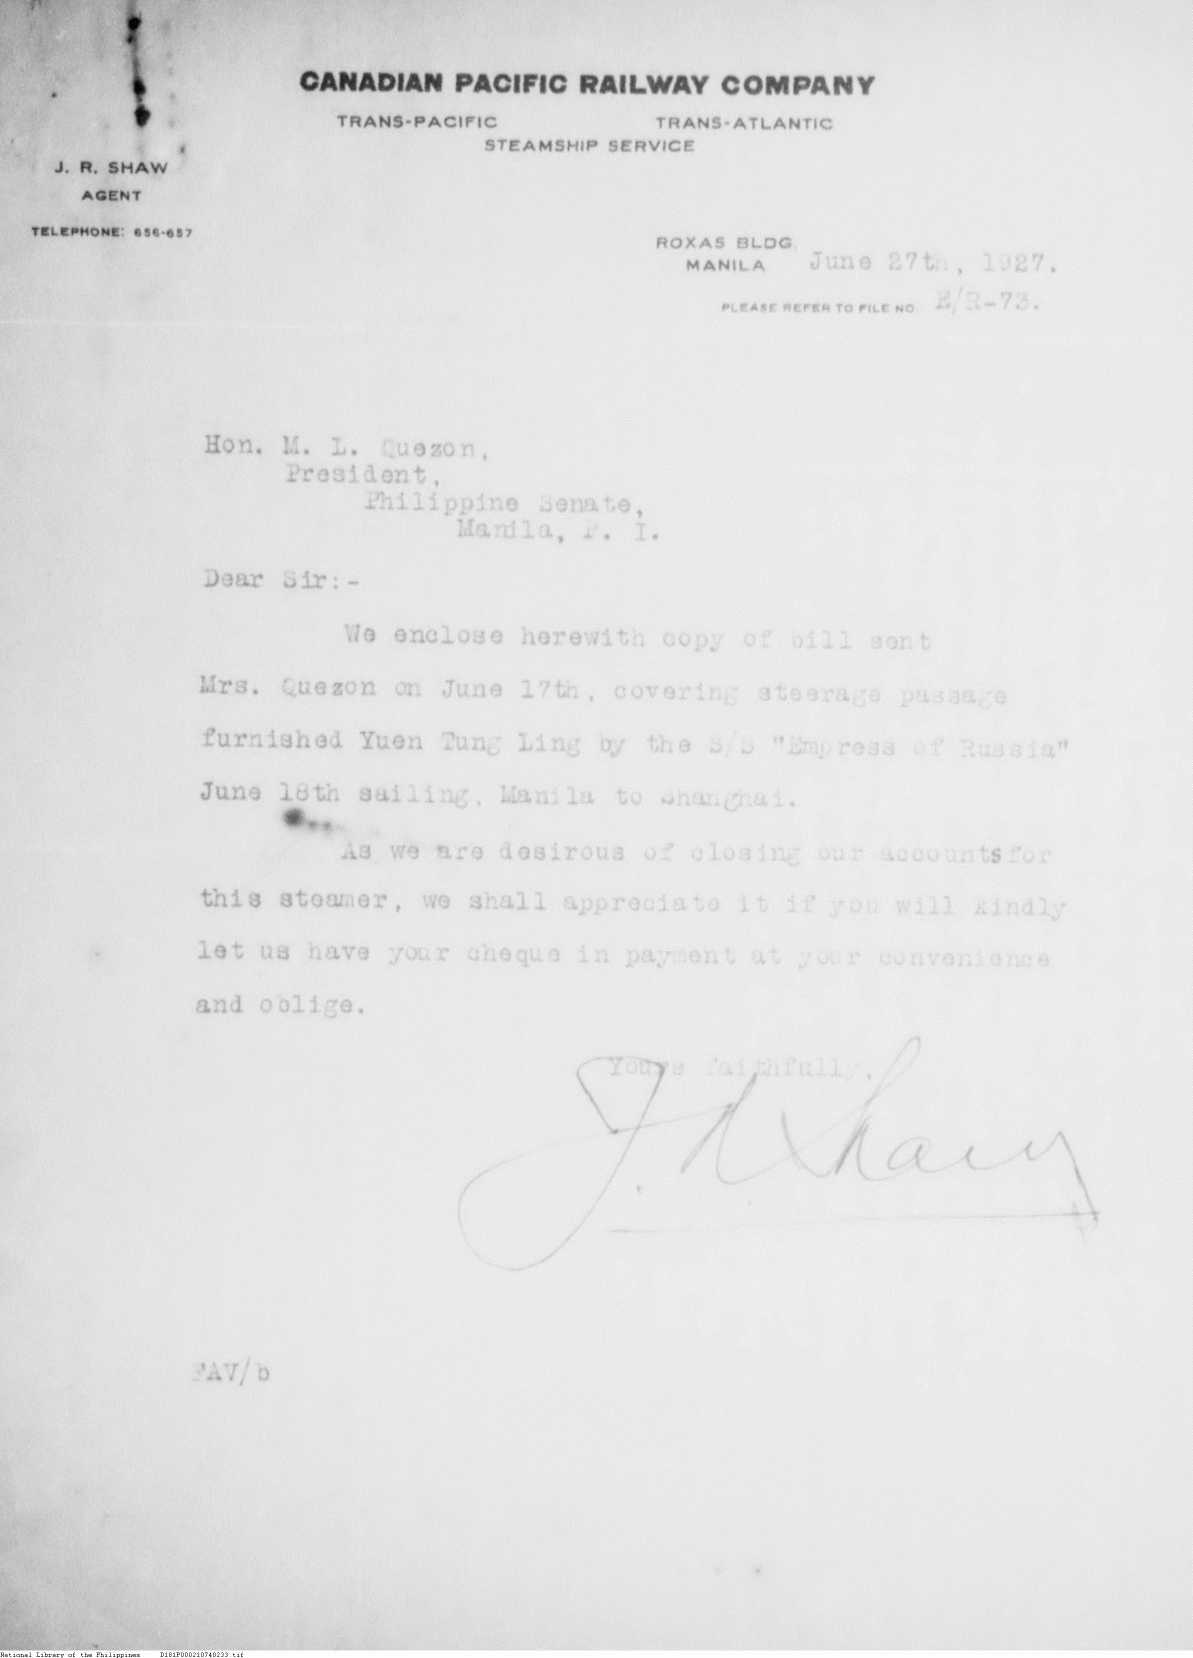 CANADIAN PACIFIC RAILWAY COMPANY
TRANS-PACIFIC TRANS-ATLANTIC
STEAMSHIP SERVICE
J. R. SHAW
AGENT
TELEPHONE: 656-657
ROXAS BLDG.
MANILA June 27th, 1927.
PLEASE REFER TO FILE NO. E/R-73.
Hon. M. L. Quezon,
President,
Philippine Senate,
Manila, P. I.
Dear Sir:-
We enclose herewith copy of bill sent
Mrs. Quezon on June 17th, covering steerage passage
furnished Yuen Tung Ling by the S/S "Empress of Russia"
June 18th sailing, Manila to Shanghai.
As we are desirous of closing our accounts for
this steamer, we shall appreciate it if you will kindly
let us have your cheque in payment at your convenience
and oblige.
Yours faithfully,
J. R. Shaw
FAV/b
National Library of the Philippines D181P000210740233.tif